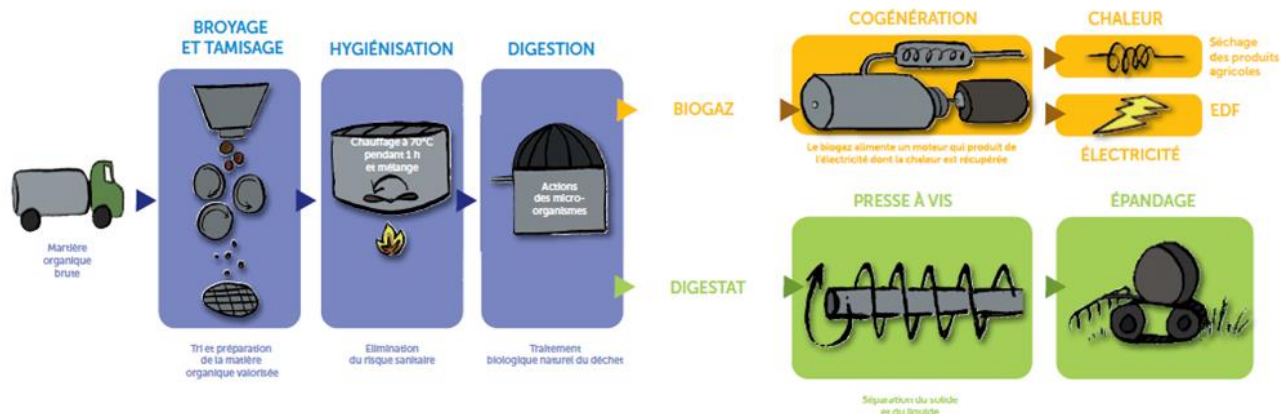 Martière
organique
brute
BROYAGE
ET TAMISAGE
Tri et préparation
de la matière
organique valorisée
HYGIÉNISATION
Chauffage à 70°C
pendant 1 h
et mélange
Elimination
du risque sanitaire
DIGESTION
Actions
des micro-
organismes
Traitement
biologique naturel du déchet
BIOGAZ
COGÉNÉRATION
Le biogaz alimente un moteur qui produit de
l'électricité dont la chaleur est récupérée
CHALEUR
Séchage
des produits
agricoles
EDF
ÉLECTRICITÉ
DIGESTAT
PRESSE À VIS
Séparation du solide
et du liquide
ÉPANDAGE